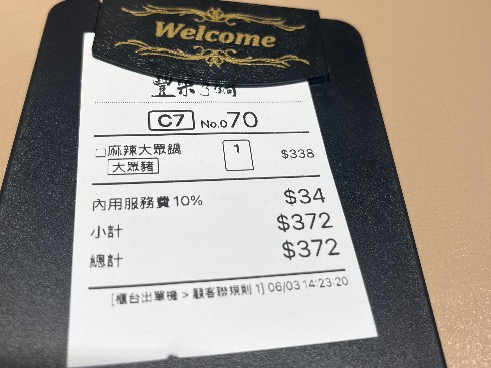 Welcome
C7 No.070
□麻辣大眾鍋 1 $338
大眾豬
內用服務費10% $34
小計 $372
總計 $372
[櫃台出單機 > 顧客聯規則1] 06/03 14:23:20